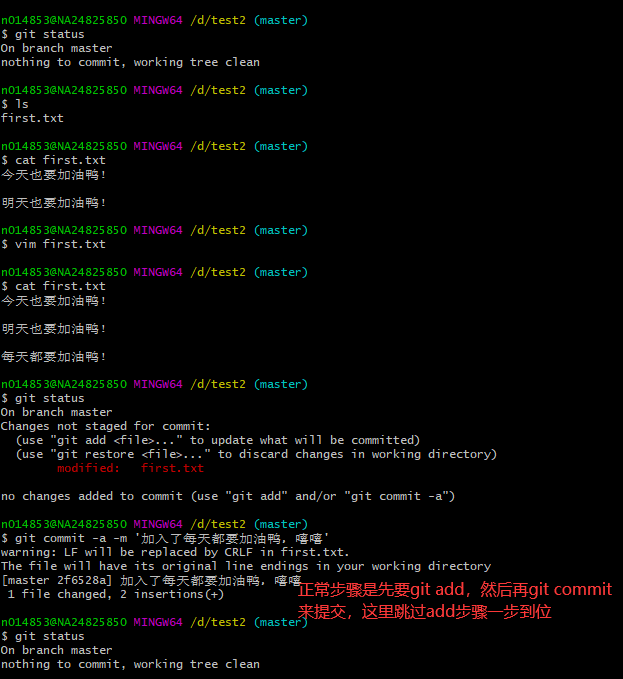 n014853@NA24825850 MINGW64 /d/test2 (master)
$ git status
On branch master
nothing to commit, working tree clean
n014853@NA24825850 MINGW64 /d/test2 (master)
$ ls
first.txt
n014853@NA24825850 MINGW64 /d/test2 (master)
$ cat first.txt
今天也要加油鸭!
明天也要加油鸭!
n014853@NA24825850 MINGW64 /d/test2 (master)
$ vim first.txt
n014853@NA24825850 MINGW64 /d/test2 (master)
$ cat first.txt
今天也要加油鸭!
明天也要加油鸭!
每天都要加油鸭!
n014853@NA24825850 MINGW64 /d/test2 (master)
$ git status
On branch master
Changes not staged for commit:
  (use "git add <file>..." to update what will be committed)
  (use "git restore <file>..." to discard changes in working directory)
        modified:   first.txt
no changes added to commit (use "git add" and/or "git commit -a")
n014853@NA24825850 MINGW64 /d/test2 (master)
$ git commit -a -m '加入了每天都要加油鸭, 嘻嘻'
warning: LF will be replaced by CRLF in first.txt.
The file will have its original line endings in your working directory
[master 2f6528a] 加入了每天都要加油鸭, 嘻嘻
 1 file changed, 2 insertions(+)
正常步骤是先要git add，然后再git commit
来提交，这里跳过add步骤一步到位
n014853@NA24825850 MINGW64 /d/test2 (master)
$ git status
On branch master
nothing to commit, working tree clean